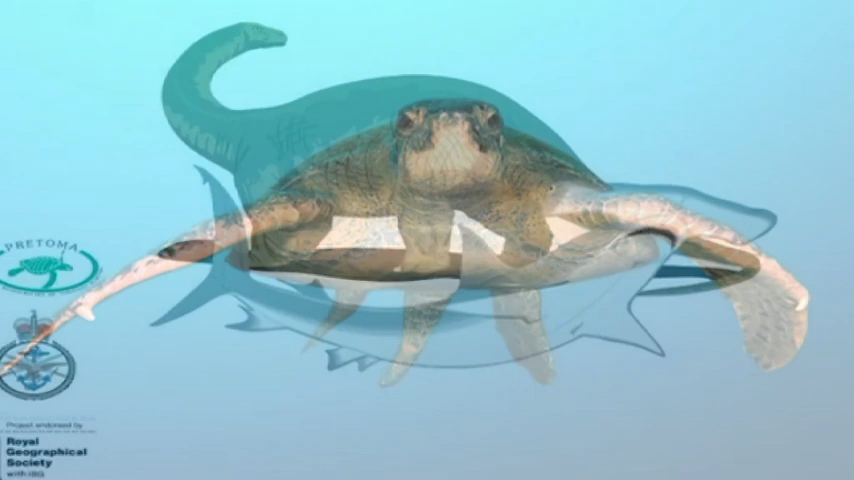 PRETOMA
Project endorsed by
Royal
Geographical
Society
with IBG